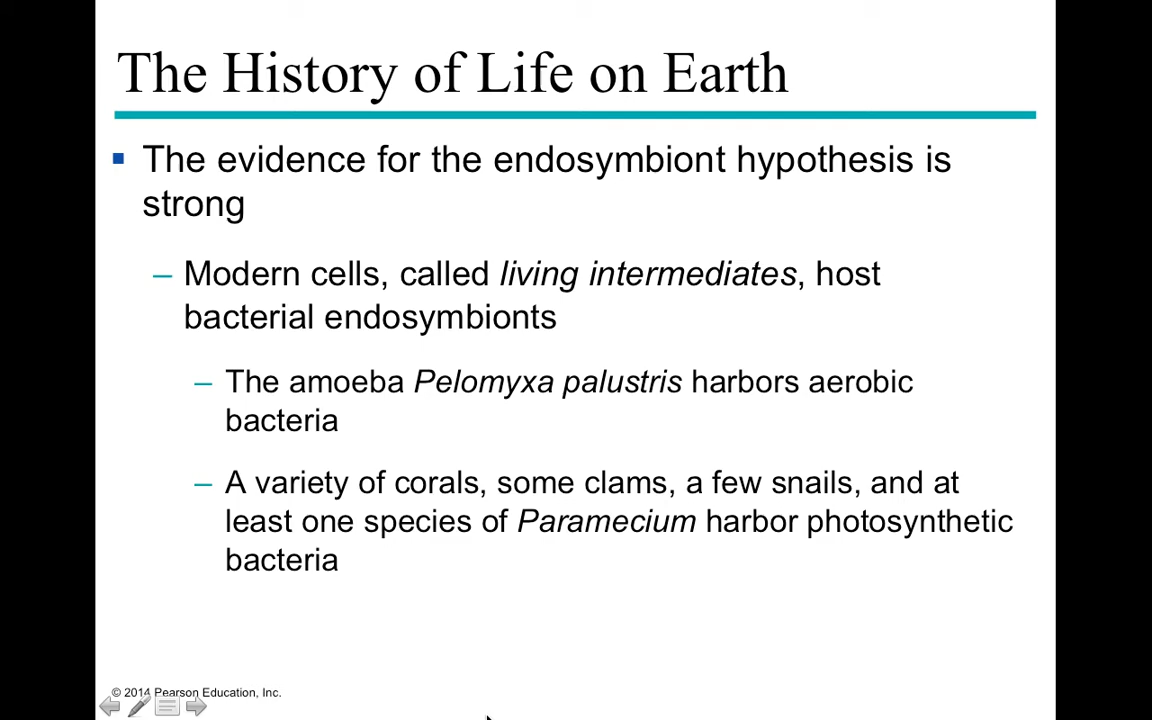 The History of Life on Earth
▪ The evidence for the endosymbiont hypothesis is
strong
– Modern cells, called living intermediates, host
bacterial endosymbionts
– The amoeba Pelomyxa palustris harbors aerobic
bacteria
– A variety of corals, some clams, a few snails, and at
least one species of Paramecium harbor photosynthetic
bacteria
© 2014 Pearson Education, Inc.